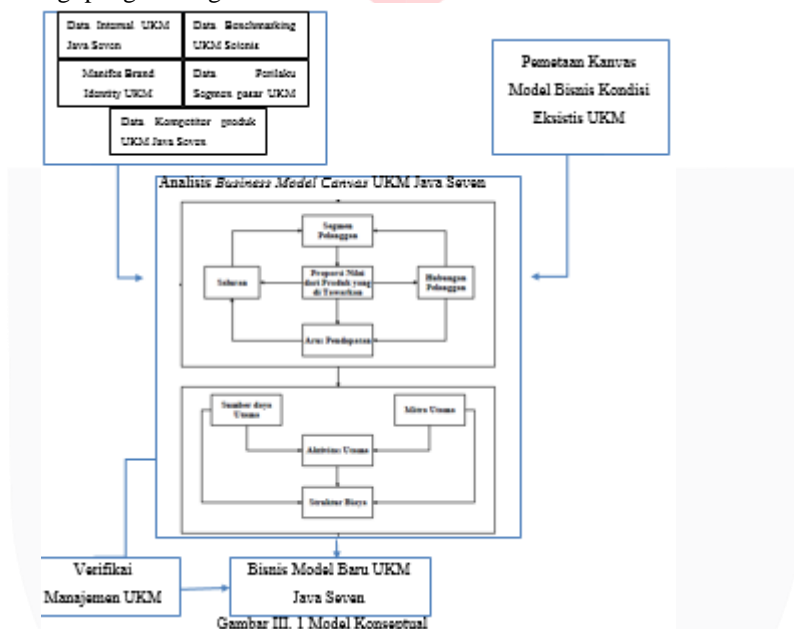 Data Internal UKM
Java Seven
Data Benchmarking
UKM Sejenis
Manifes Brand
Identity UKM
Data Perilaku
Segmen pasar UKM
Data Kompetitor produk
UKM Java Seven
Pemetaan Kanvas
Model Bisnis Kondisi
Eksistis UKM
Analisis Business Model Canvas UKM Java Seven
Segmen
Pelanggan
Saluran
Proporsi Nilai
dari Produk yang
di Tawarkan
Hubungan
Pelanggan
Arus Pendapatan
Sumber daya
Utama
Mitra Utama
Aktivitas Utama
Struktur Biaya
Verifikai
Manajemen UKM
Bisnis Model Baru UKM
Java Seven
Gambar III. 1 Model Konseptual